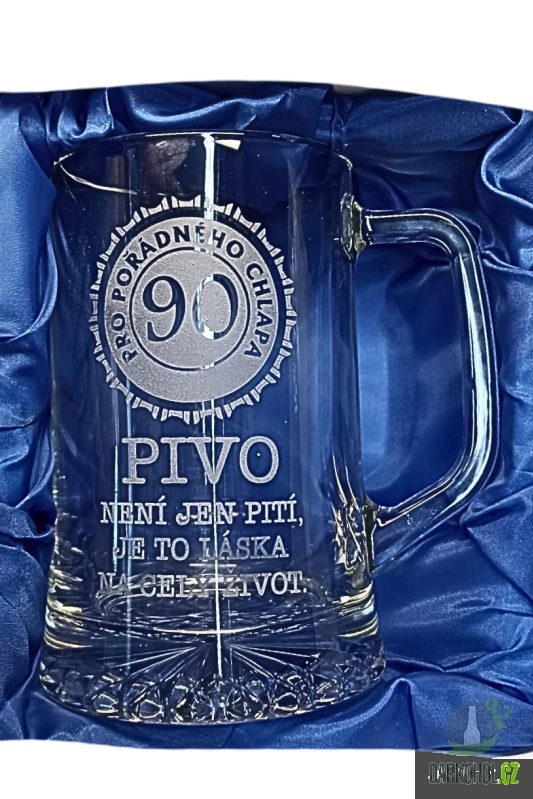 PRO POŘÁDNÉHO CHLAPA
90
PIVO
NENÍ JEN PITÍ,
JE TO LÁSKA
NA CELÝ ŽIVOT.
DARKOHOL.CZ